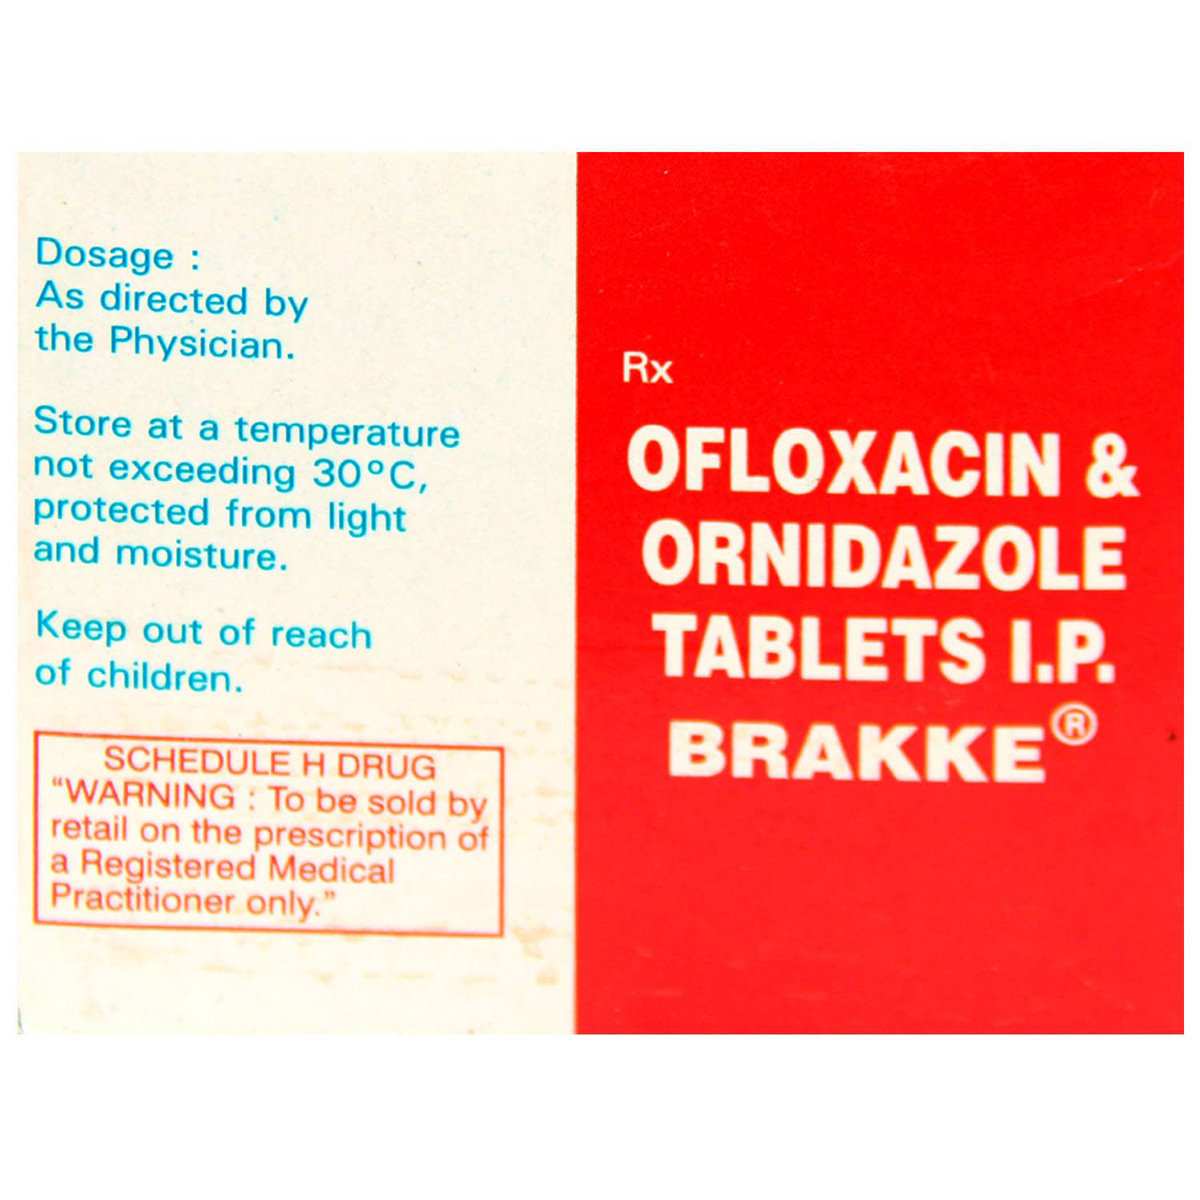 Dosage :
As directed by
the Physician.
Store at a temperature
not exceeding 30°C,
protected from light
and moisture.
Keep out of reach
of children.
SCHEDULE H DRUG
“WARNING : To be sold by
retail on the prescription of
a Registered Medical
Practitioner only.”
Rx
OFLOXACIN &
ORNIDAZOLE
TABLETS I.P.
BRAKKE®